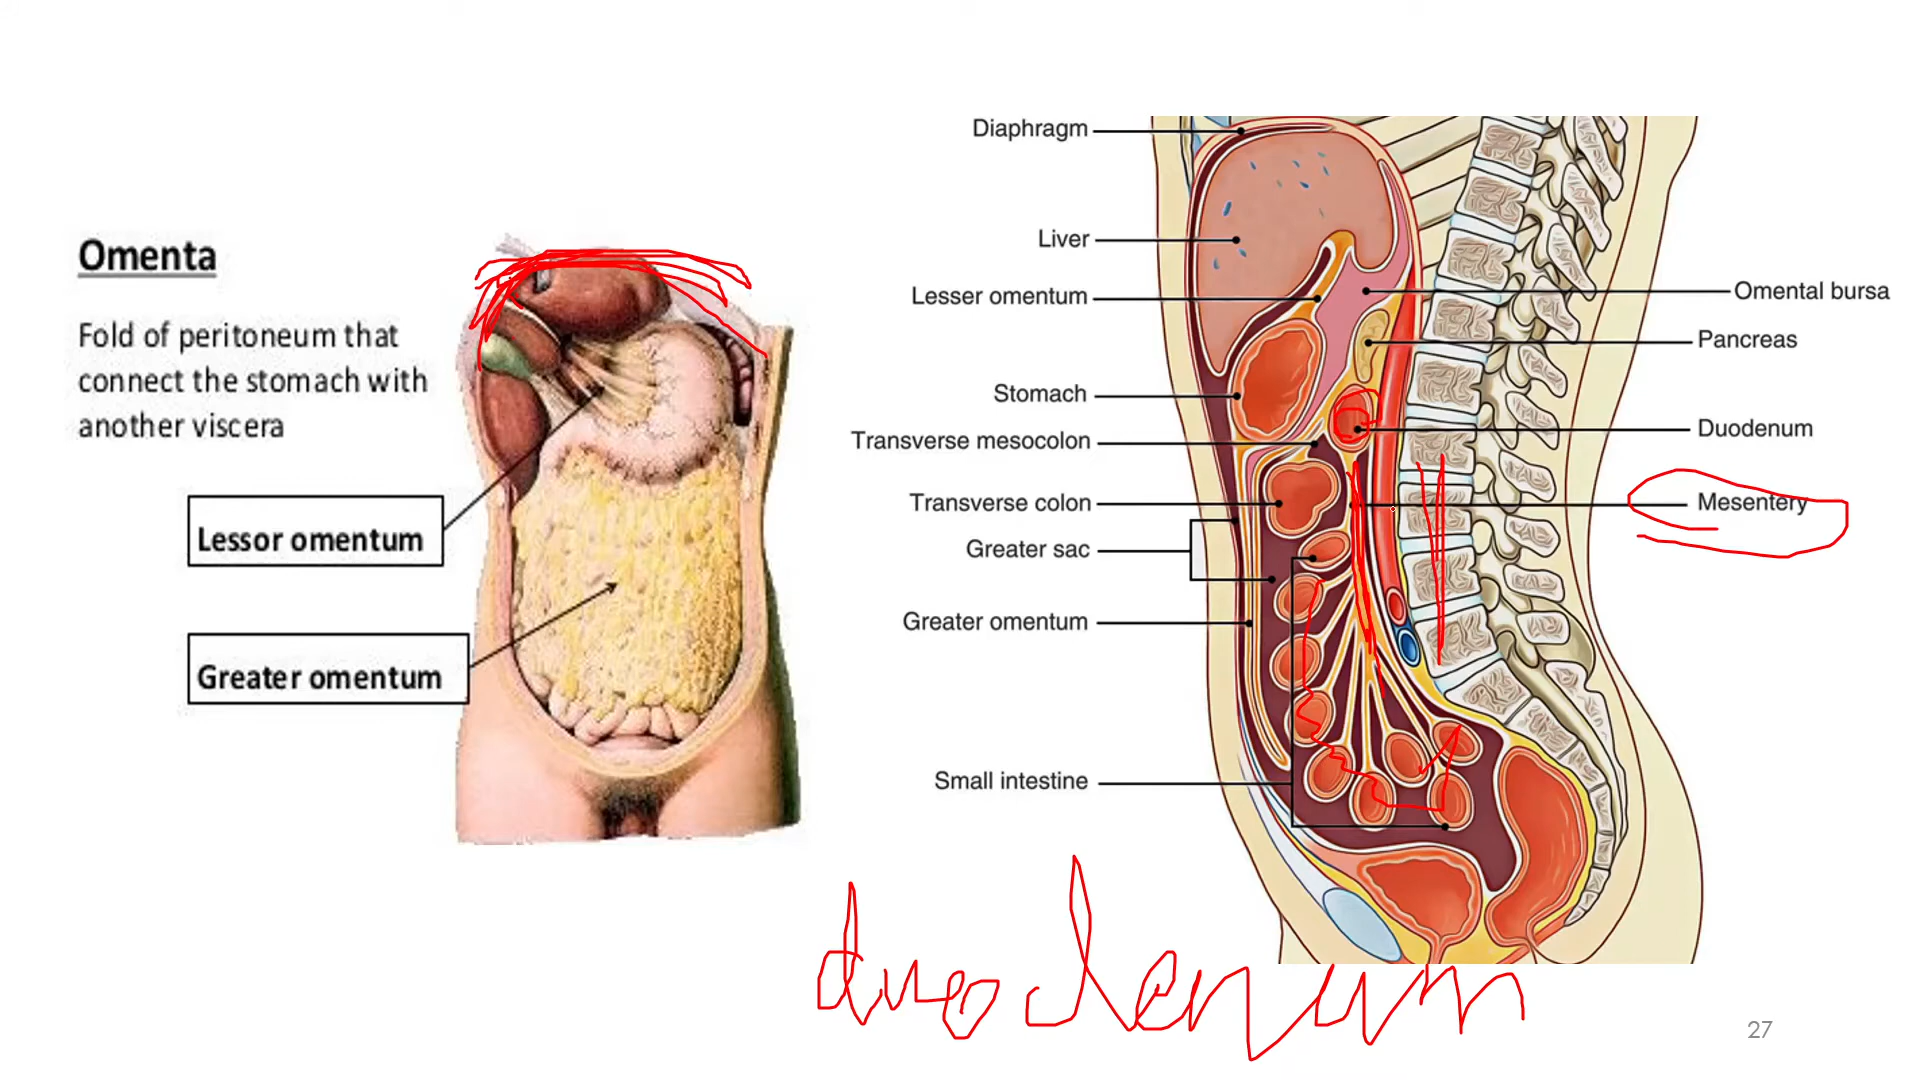 Omenta
Fold of peritoneum that
connect the stomach with
another viscera
Lessor omentum
Greater omentum
Diaphragm
Liver
Lesser omentum
Stomach
Transverse mesocolon
Transverse colon
Greater sac
Greater omentum
Small intestine
Omental bursa
Pancreas
Duodenum
Mesentery
duodenum
27